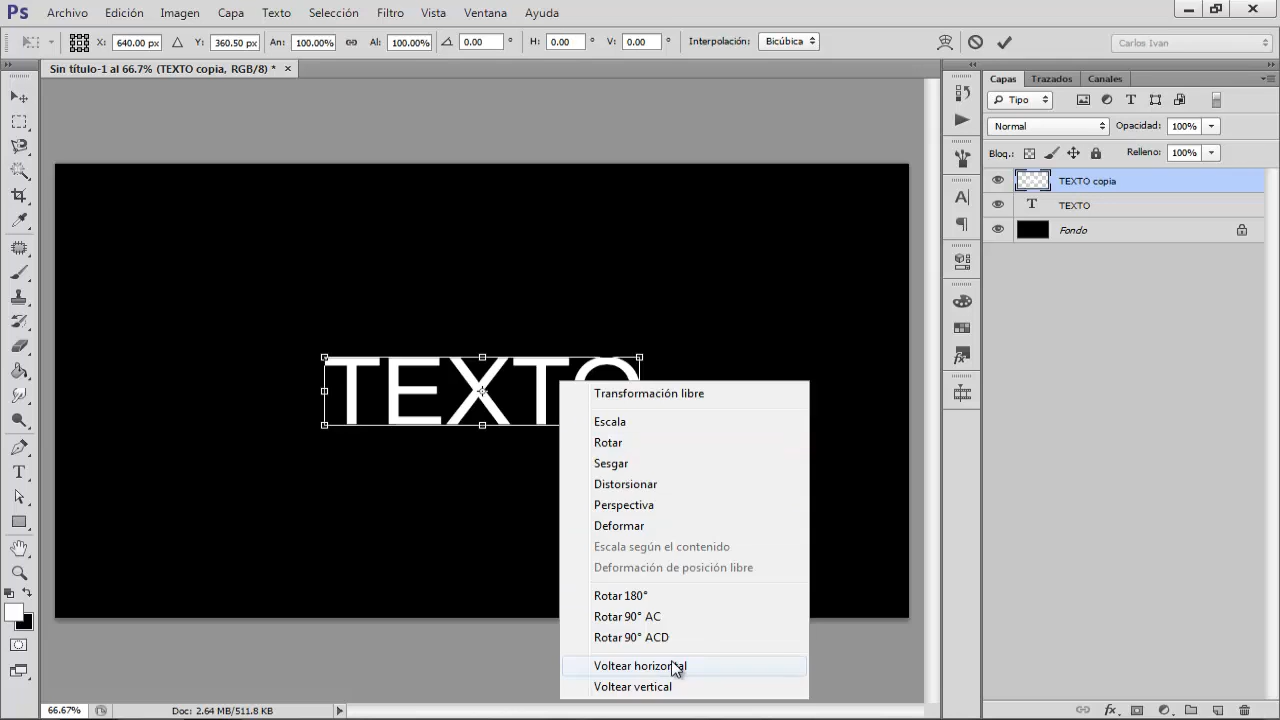 Ps Archivo Edición Imagen Capa Texto Selección Filtro Vista Ventana Ayuda
X: 640.00 px Y: 360.50 px An: 100.00% Al: 100.00% 0.00 ° H: 0.00 ° V: 0.00 ° Interpolación: Bicúbica Carlos Ivan
Sin título-1 al 66.7% (TEXTO copia, RGB/8) * ×
Capas Trazados Canales
Tipo
Normal Opacidad: 100%
Bloq.: Relleno: 100%
TEXTO copia
TEXTO
Fondo
TEXTO
Transformación libre
Escala
Rotar
Sesgar
Distorsionar
Perspectiva
Deformar
Escala según el contenido
Deformación de posición libre
Rotar 180°
Rotar 90° AC
Rotar 90° ACD
Voltear horizontal
Voltear vertical
66.67% Doc: 2.64 MB/511.8 KB